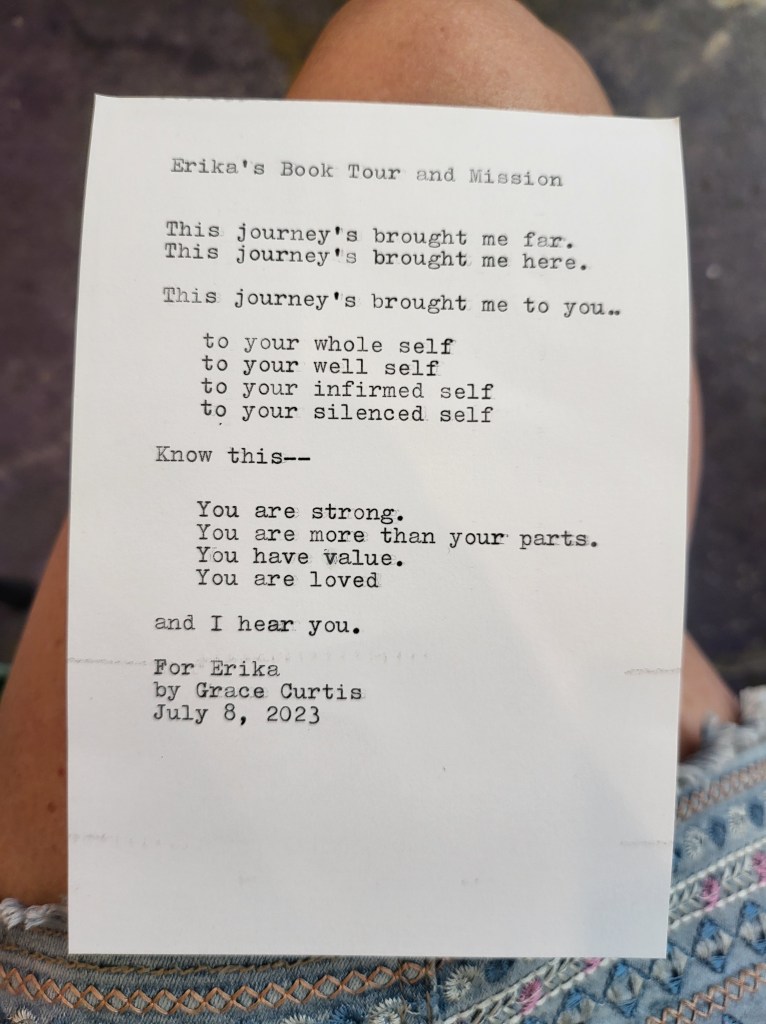 Erika's Book Tour and Mission
This journey's brought me far.
This journey's brought me here.
This journey's brought me to you..
to your whole self
to your well self
to your infirmed self
to your silenced self
Know this--
You are strong.
You are more than your parts.
You have value.
You are loved
and I hear you.
For Erika
by Grace Curtis
July 8, 2023